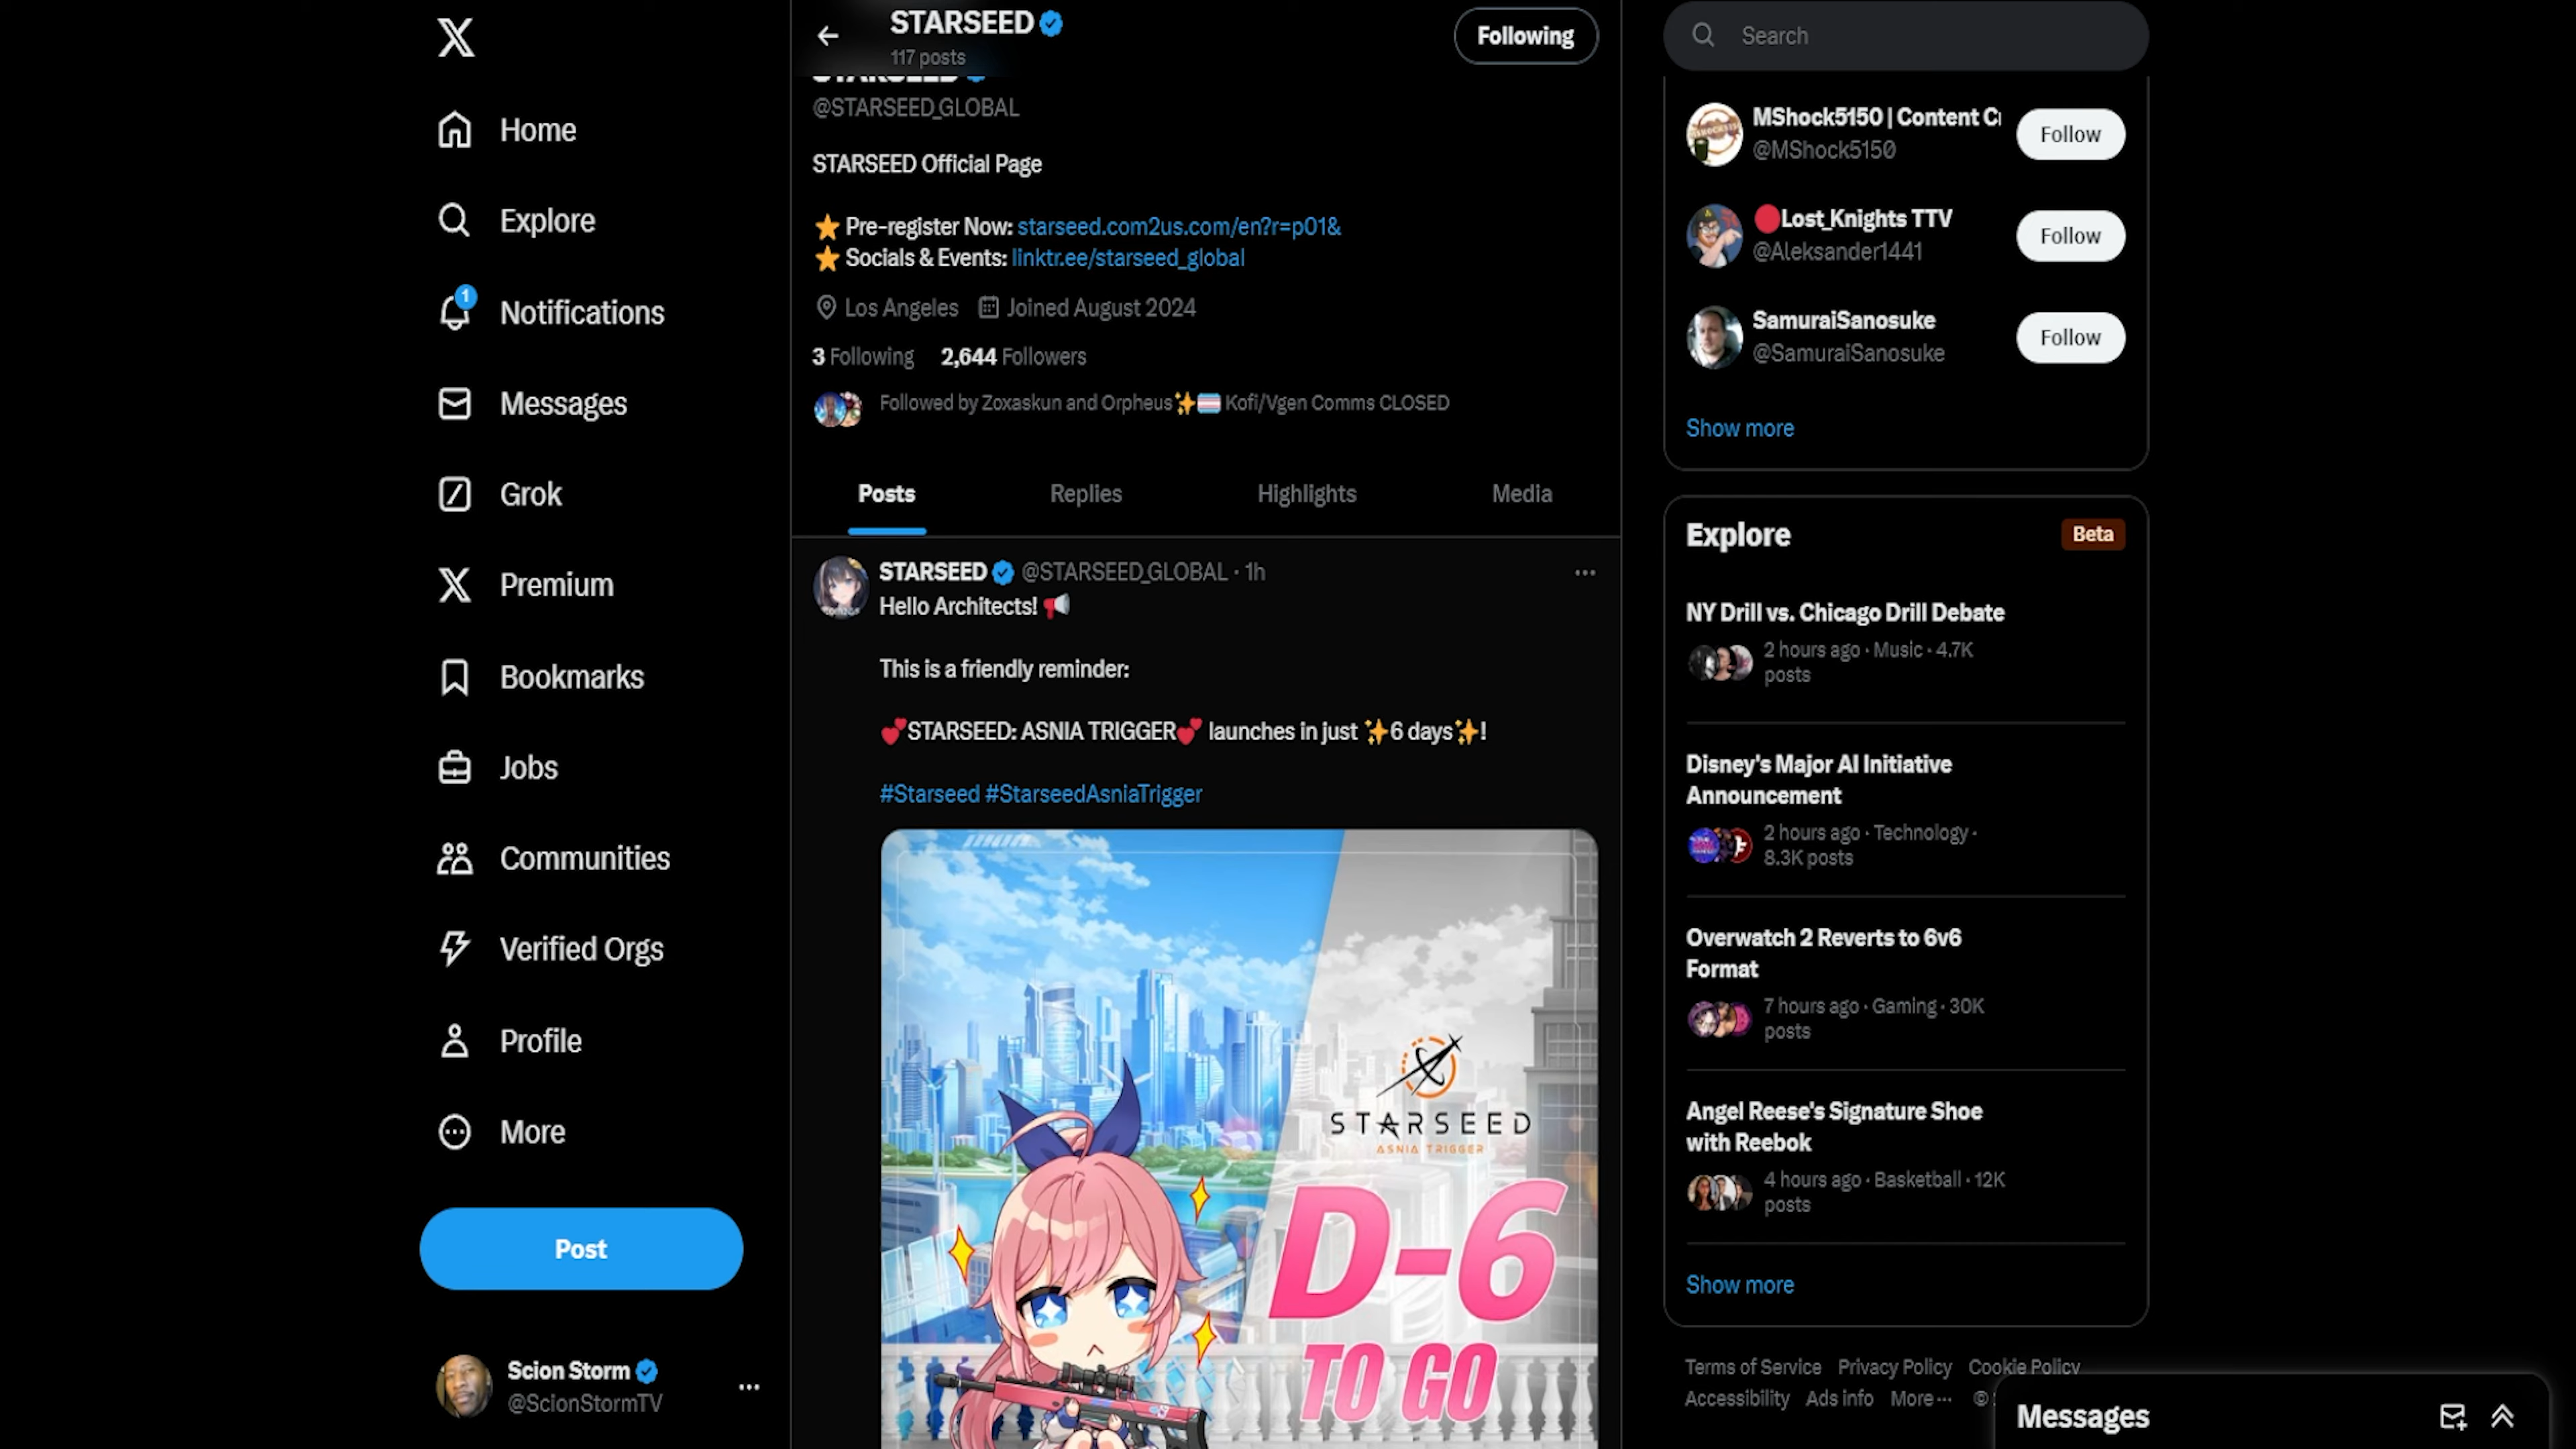 Home
Explore
1
Notifications
Messages
Grok
Premium
Bookmarks
Jobs
Communities
Verified Orgs
Profile
More
Post
Scion Storm
@ScionStormTV
STARSEED
117 posts
Following
@STARSEED_GLOBAL
STARSEED Official Page
⭐ Pre-register Now: starseed.com2us.com/en?r=p01&
⭐ Socials & Events: linktr.ee/starseed_global
Los Angeles Joined August 2024
3 Following 2,644 Followers
Followed by Zoxaskun and Orpheus✨🏳️‍⚧️ Kofi/Vgen Comms CLOSED
Posts Replies Highlights Media
STARSEED @STARSEED_GLOBAL · 1h
Hello Architects! 📢
This is a friendly reminder:
💕STARSEED: ASNIA TRIGGER💕 launches in just ✨6 days✨!
#Starseed #StarseedAsniaTrigger
STARSEED
ASNIA TRIGGER
D-6
TO GO
Search
MShock5150 | Content
@MShock5150
Follow
🔴Lost_Knights TTV
@Aleksander1441
Follow
SamuraiSanosuke
@SamuraiSanosuke
Follow
Show more
Explore
Beta
NY Drill vs. Chicago Drill Debate
2 hours ago · Music · 4.7K
posts
Disney's Major AI Initiative
Announcement
2 hours ago · Technology ·
8.3K posts
Overwatch 2 Reverts to 6v6
Format
7 hours ago · Gaming · 30K
posts
Angel Reese's Signature Shoe
with Reebok
4 hours ago · Basketball · 12K
posts
Show more
Terms of Service Privacy Policy Cookie Policy
Accessibility Ads info More ··· ©
Messages